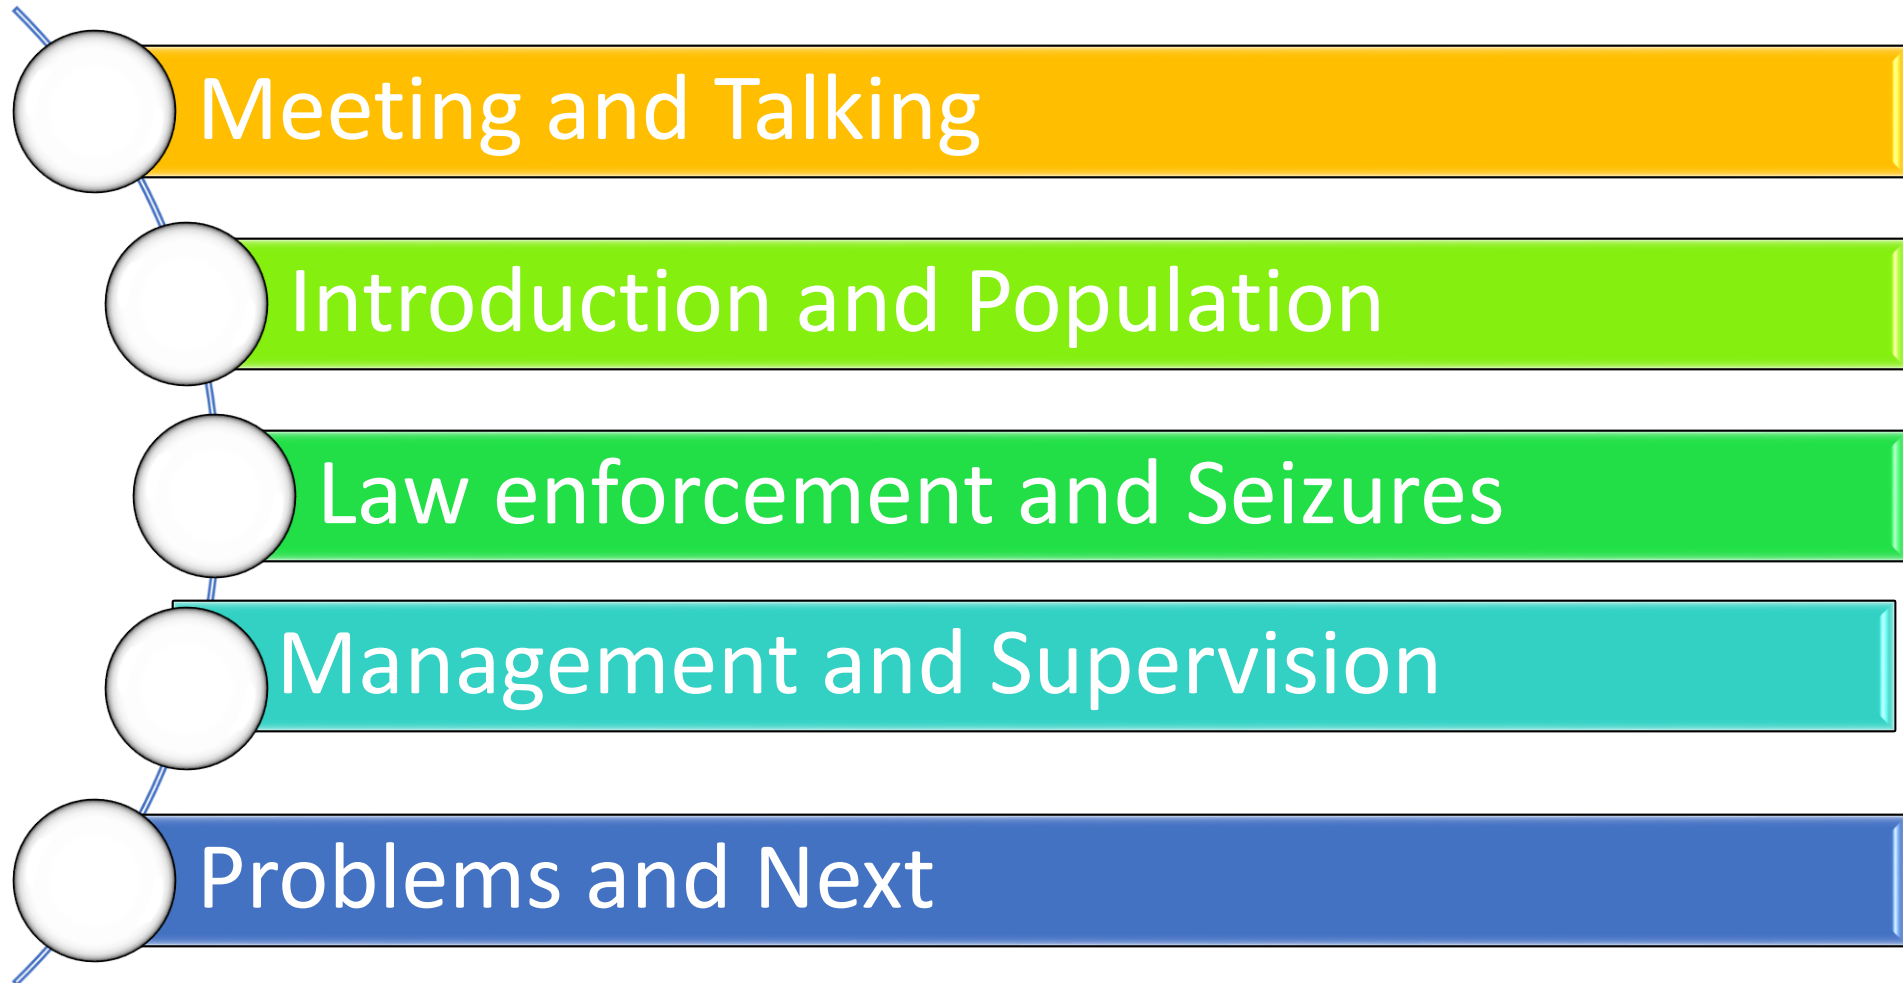 Meeting and Talking
Introduction and Population
Law enforcement and Seizures
Management and Supervision
Problems and Next